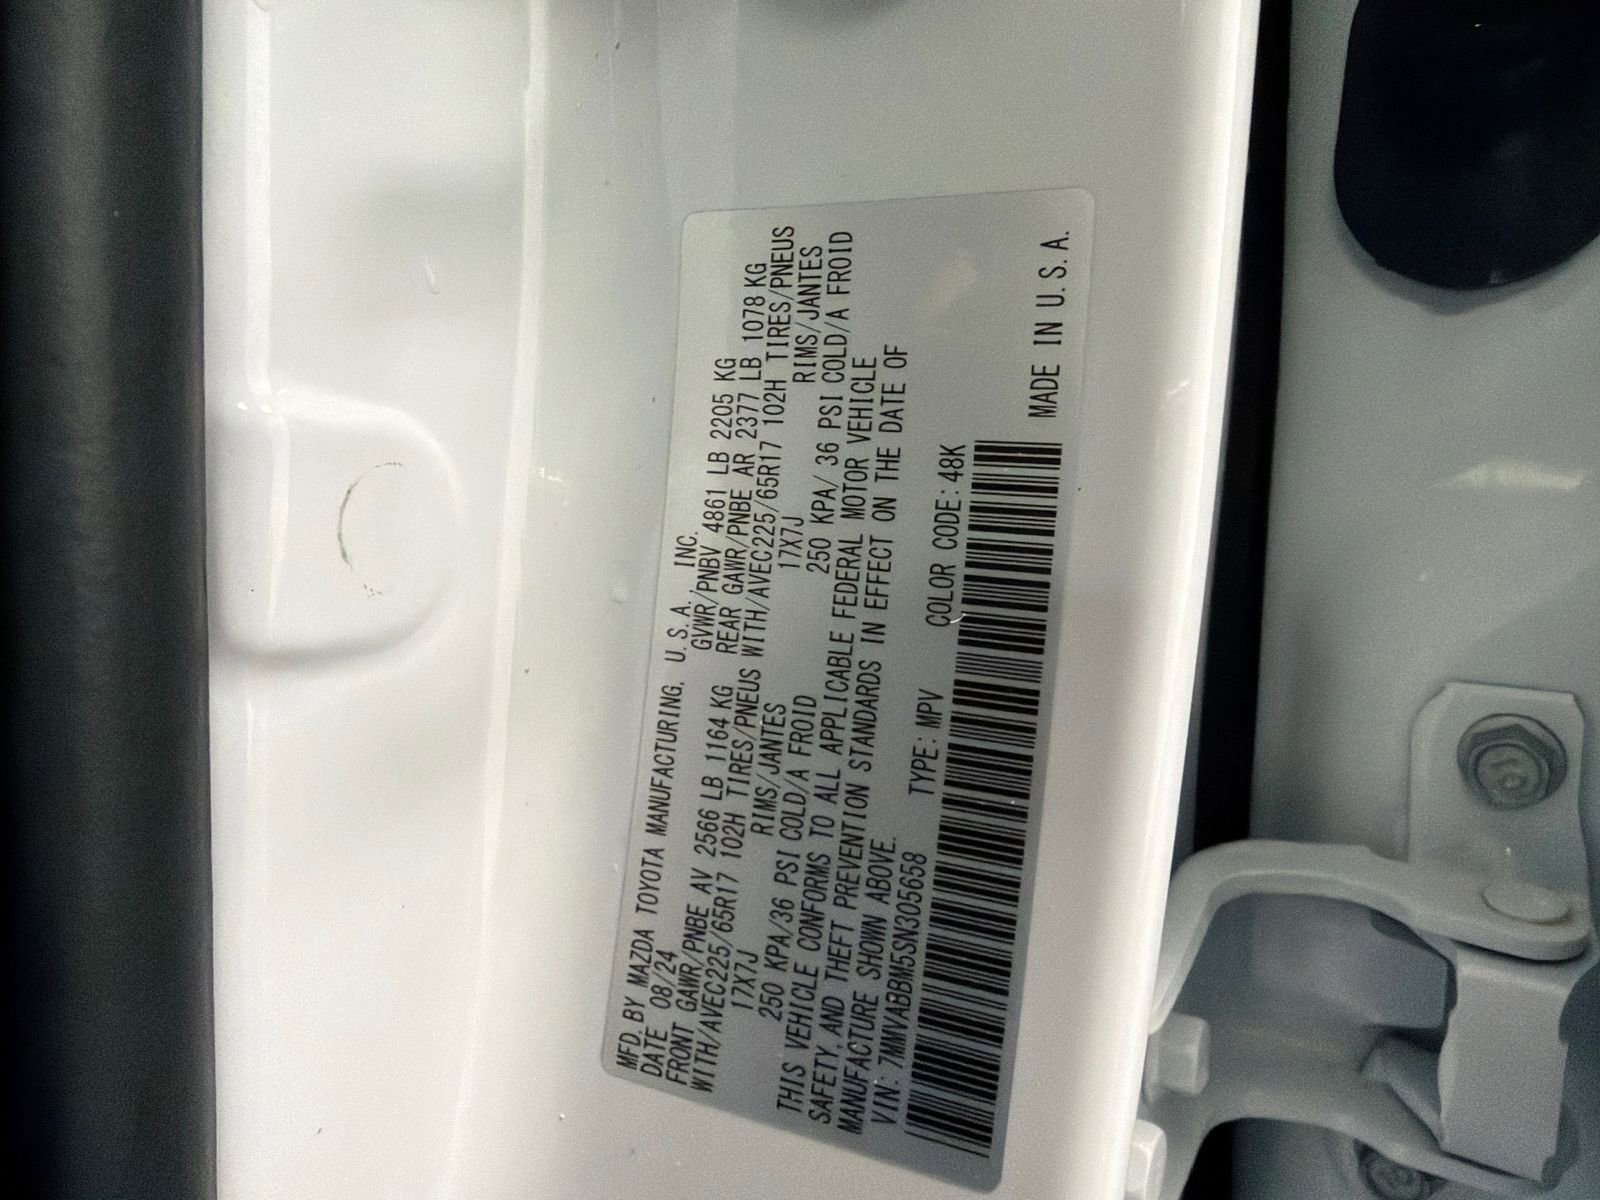 MFD. BY MAZDA TOYOTA MANUFACTURING, U.S.A., INC.
DATE 08/24 GVWR/PNBV 4861 LB 2205 KG
FRONT GAWR/PNBE AV 2566 LB 1164 KG REAR GAWR/PNBE AR 2377 LB 1078 KG
WITH/AVEC225/65R17 102H TIRES/PNEUS WITH/AVEC225/65R17 102H TIRES/PNEUS
17X7J RIMS/JANTES 17X7J RIMS/JANTES
250 KPA/36 PSI COLD/A FROID 250 KPA/ 36 PSI COLD/A FROID
THIS VEHICLE CONFORMS TO ALL APPLICABLE FEDERAL MOTOR VEHICLE
SAFETY, AND THEFT PREVENTION STANDARDS IN EFFECT ON THE DATE OF
MANUFACTURE SHOWN ABOVE.
VIN: 7MMVABBM5SN305658 TYPE: MPV COLOR CODE: 48K
MADE IN U.S.A.